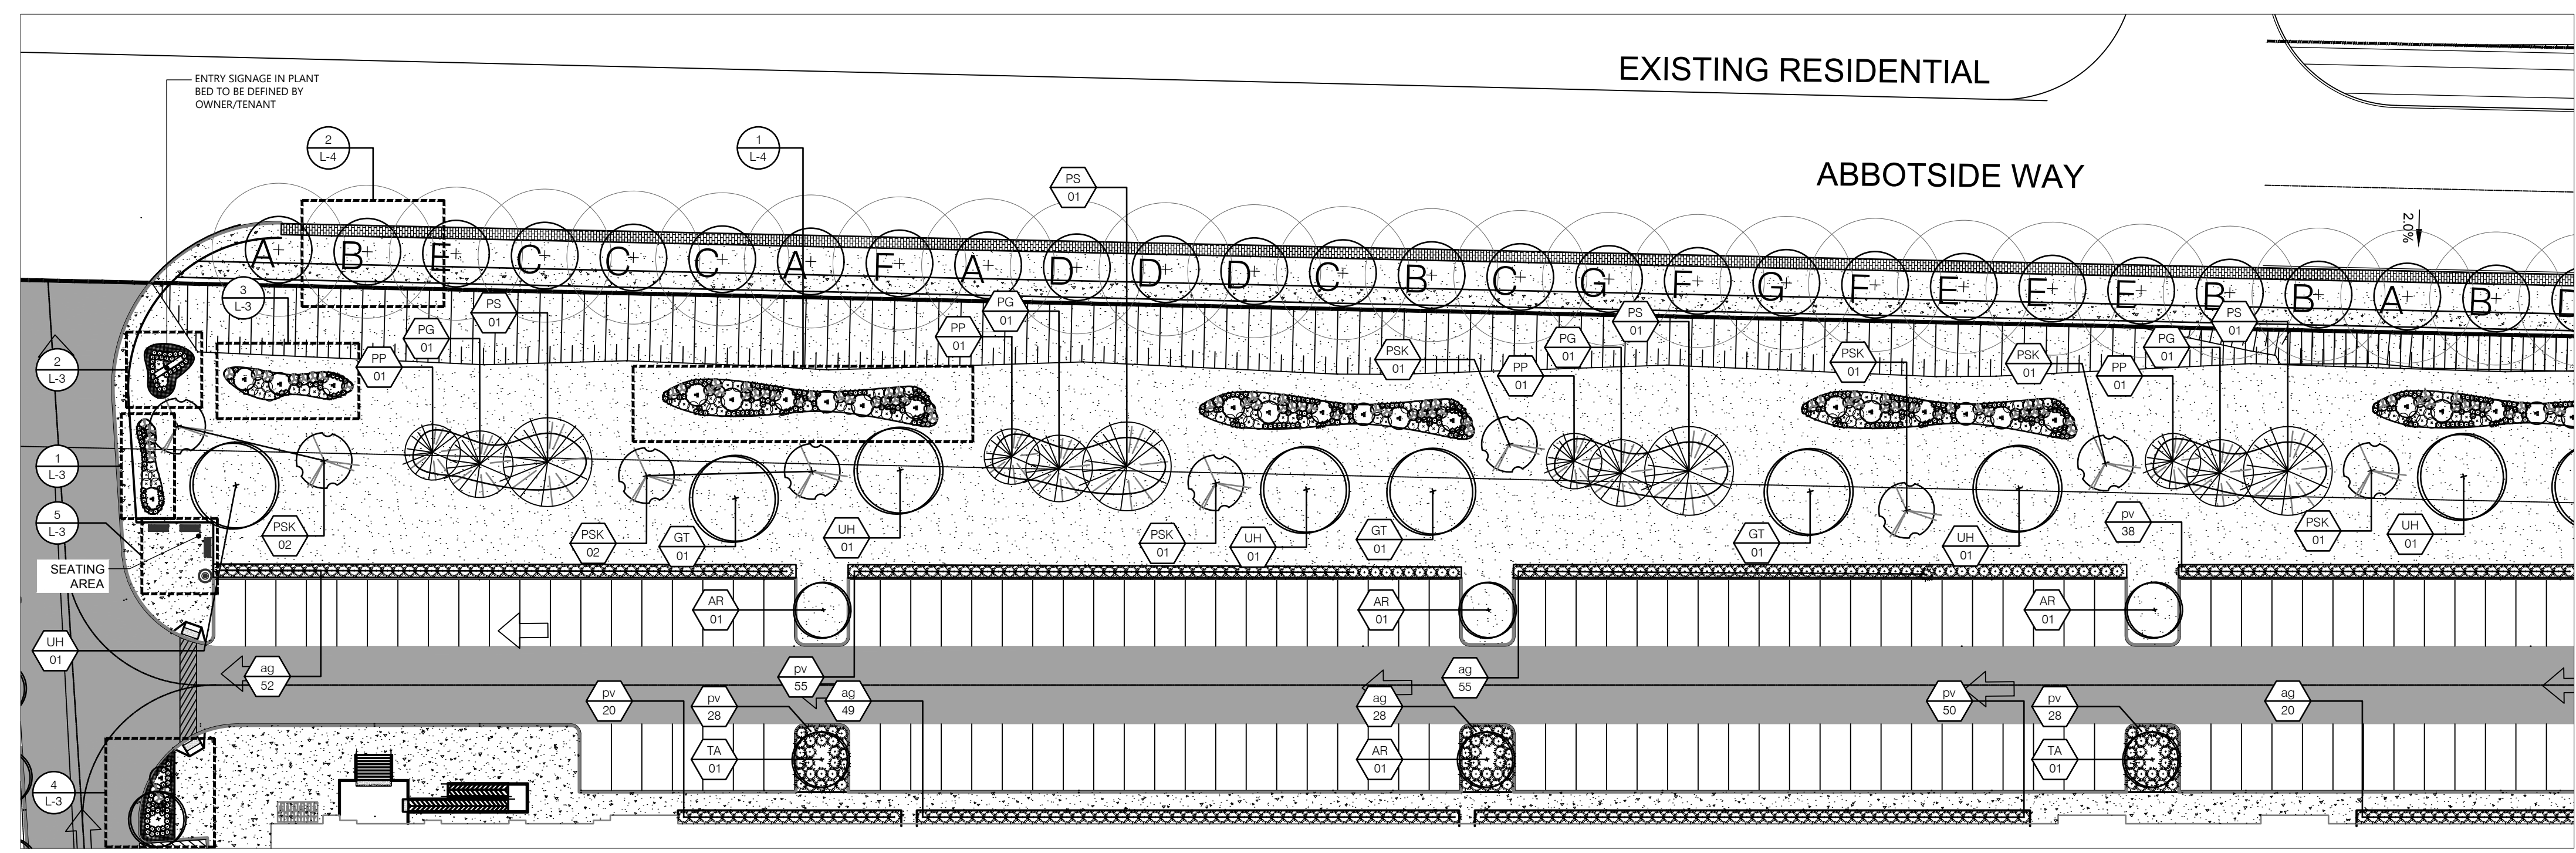 EXISTING RESIDENTIAL
ENTRY SIGNAGE IN PLANT
BED TO BE DEFINED BY
OWNER/TENANT
2
L-4
1
L-4
ABBOTSIDE WAY
PS
01
2.0%
A B E C C C A F A D D D C B C G F G F E E E B B A B
3
L-3
PS
01
PG
01
PS
01
PS
01
PG
01
PP
01
PG
01
PG
01
PP
01
PSK
01
PSK
01
PSK
01
2
L-3
PP
01
PP
01
PP
01
1
L-3
5
L-3
PSK
02
PSK
02
GT
01
UH
01
PSK
01
UH
01
GT
01
GT
01
UH
01
pv
38
PSK
01
UH
01
SEATING
AREA
AR
01
AR
01
AR
01
UH
01
ag
52
pv
55
ag
55
pv
20
pv
28
ag
49
ag
28
pv
50
pv
28
ag
20
TA
01
AR
01
TA
01
4
L-3